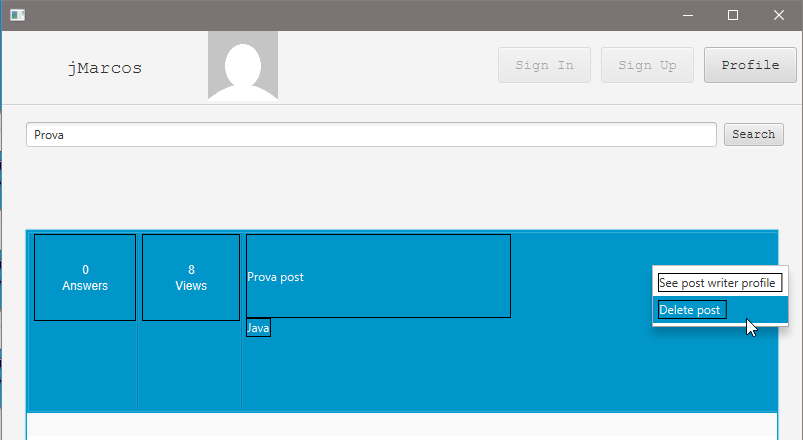 jMarcos
Sign In
Sign Up
Profile
Prova
Search
0
Answers
8
Views
Prova post
Java
See post writer profile
Delete post